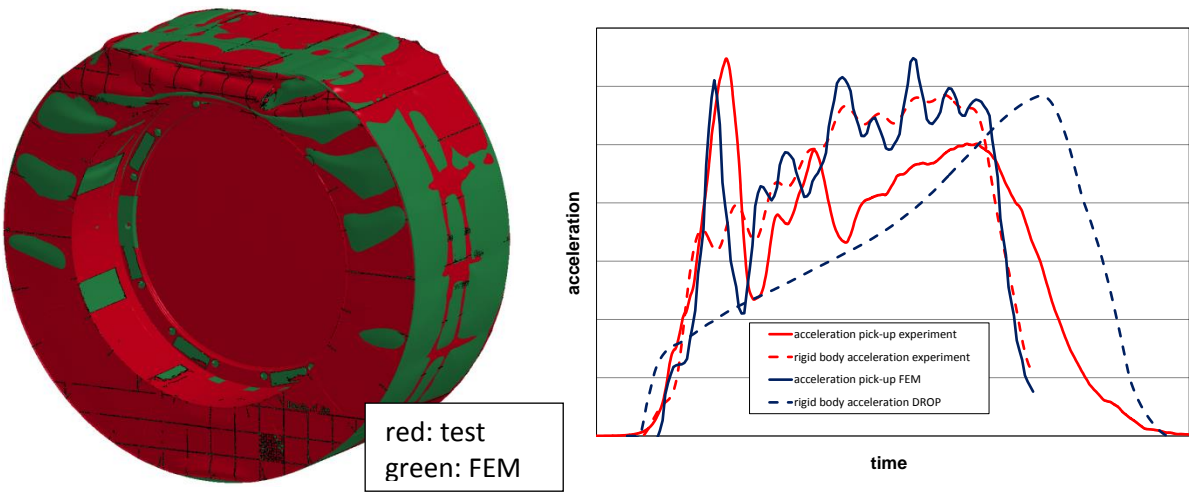 red: test
green: FEM
acceleration
acceleration pick-up experiment
rigid body acceleration experiment
acceleration pick-up FEM
rigid body acceleration DROP
time